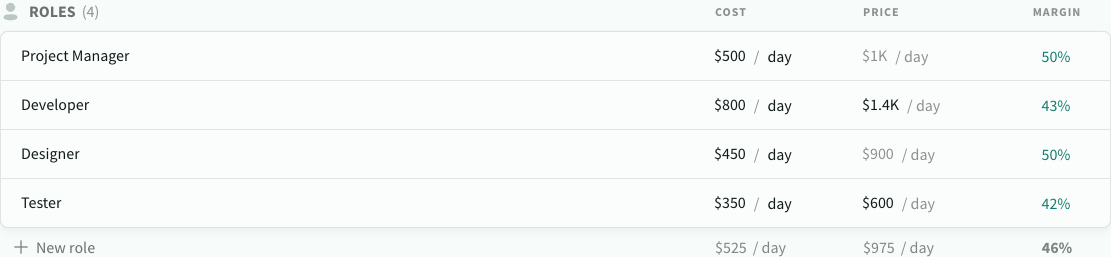 ROLES (4) COST PRICE MARGIN
Project Manager $500 / day $1K / day 50%
Developer $800 / day $1.4K / day 43%
Designer $450 / day $900 / day 50%
Tester $350 / day $600 / day 42%
+ New role $525 / day $975 / day 46%